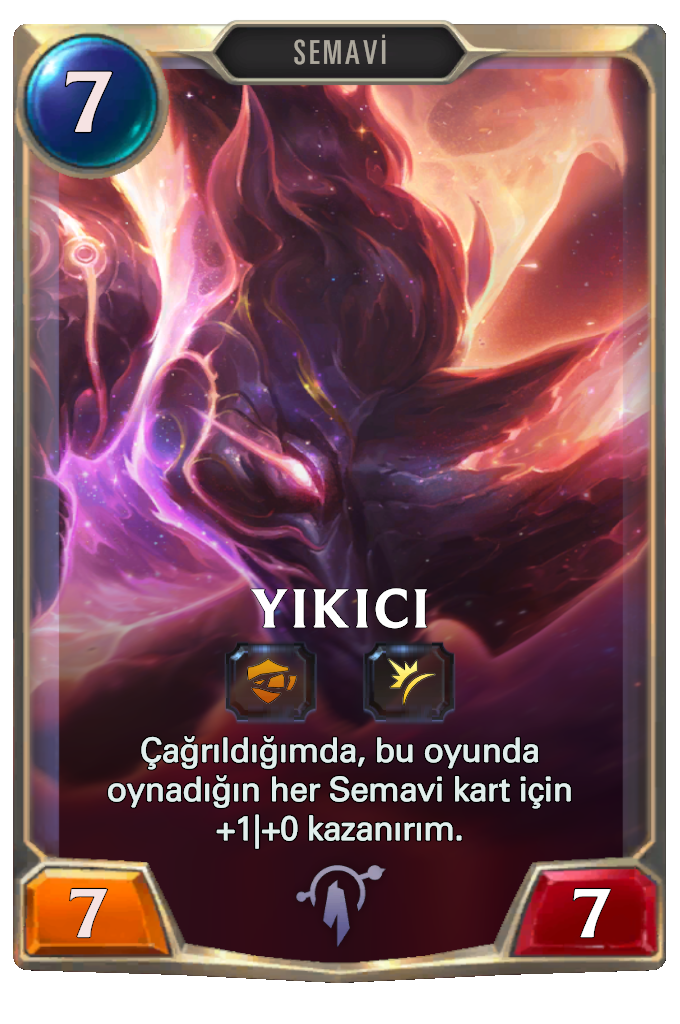 SEMAVİ
7
YIKICI
Çağrıldığımda, bu oyunda
oynadığın her Semavi kart için
+1|+0 kazanırım.
7
7